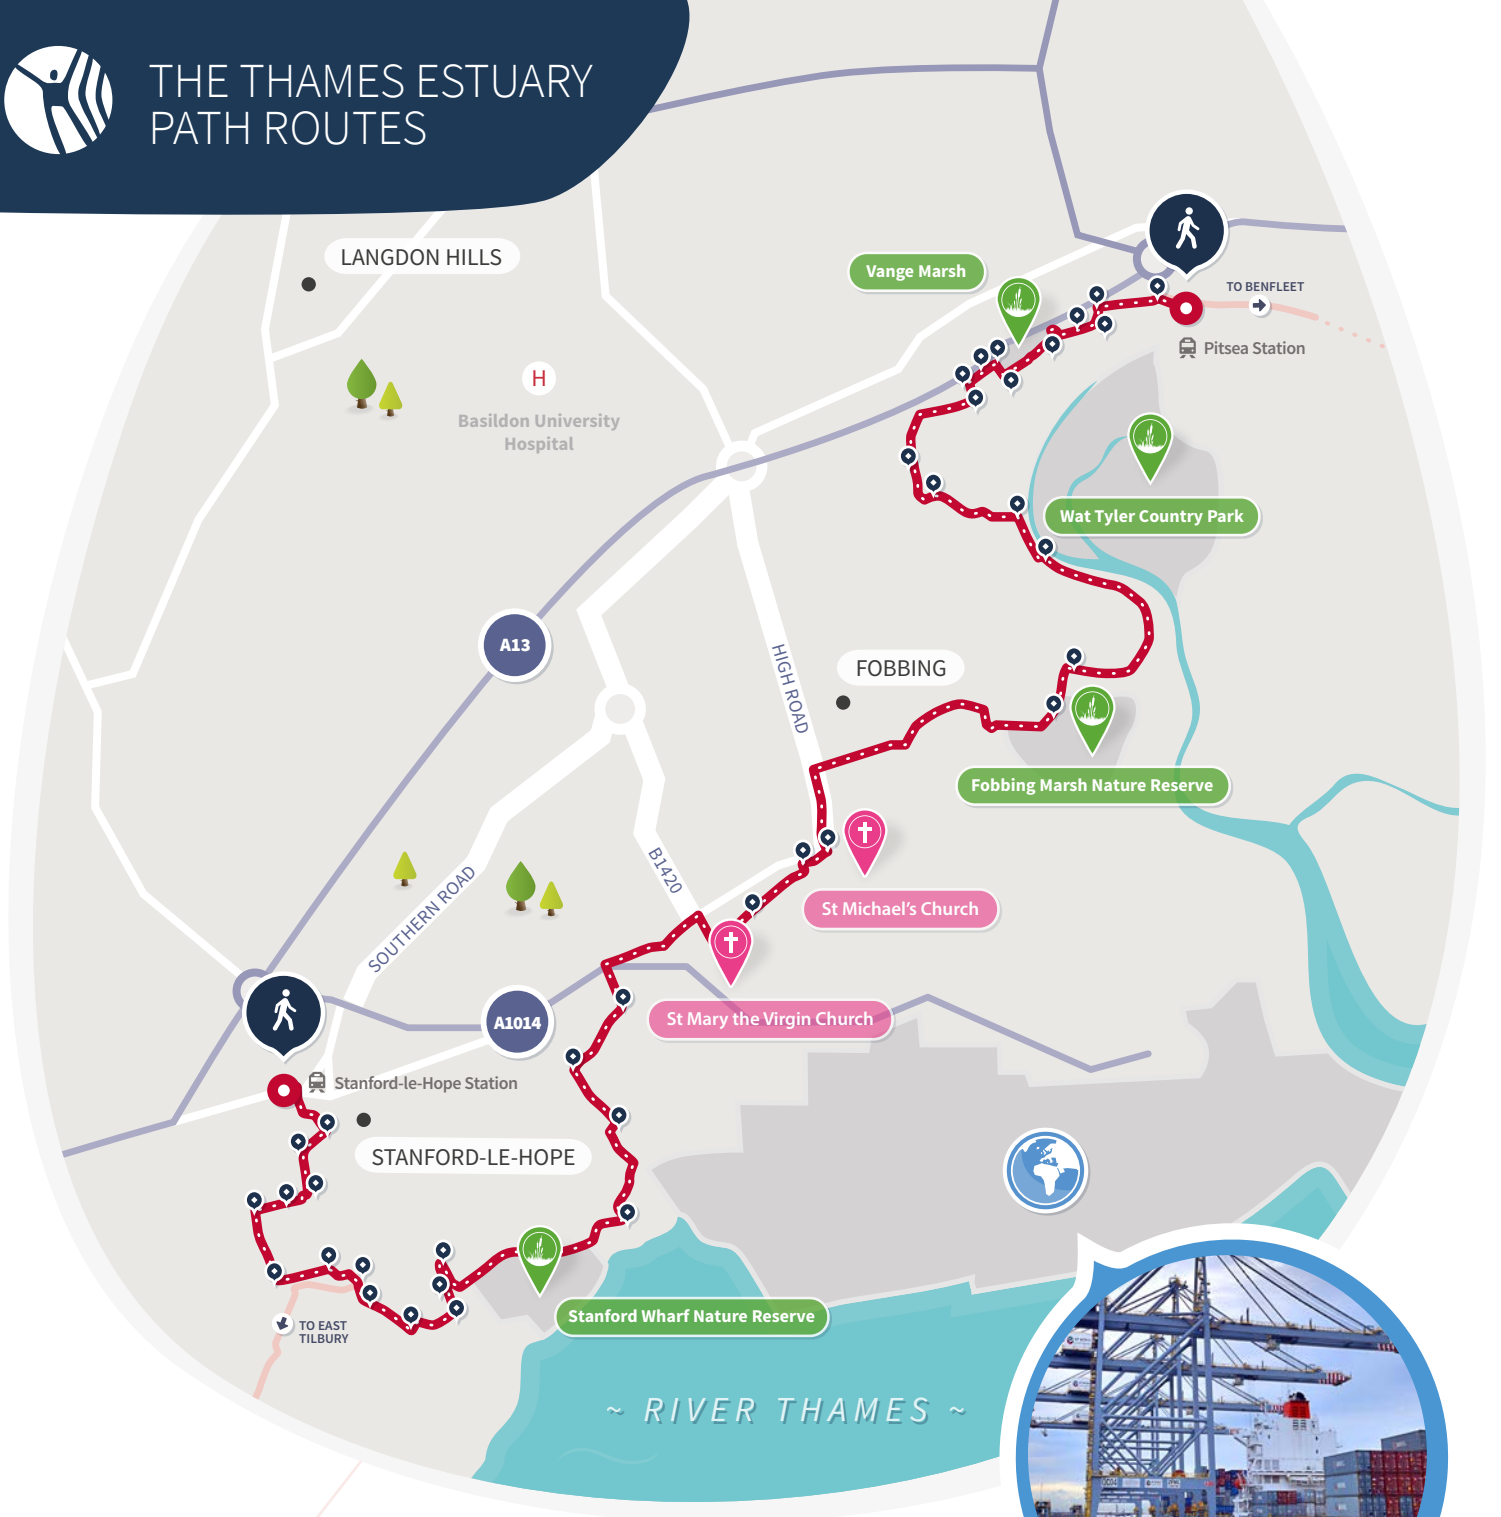 THE THAMES ESTUARY
PATH ROUTES
LANGDON HILLS
Vange Marsh
TO BENFLEET
Pitsea Station
H
Basildon University
Hospital
Wat Tyler Country Park
A13
HIGH ROAD
FOBBING
Fobbing Marsh Nature Reserve
B1420
SOUTHERN ROAD
St Michael's Church
A1014
St Mary the Virgin Church
Stanford-le-Hope Station
STANFORD-LE-HOPE
TO EAST
TILBURY
Stanford Wharf Nature Reserve
~ RIVER THAMES ~